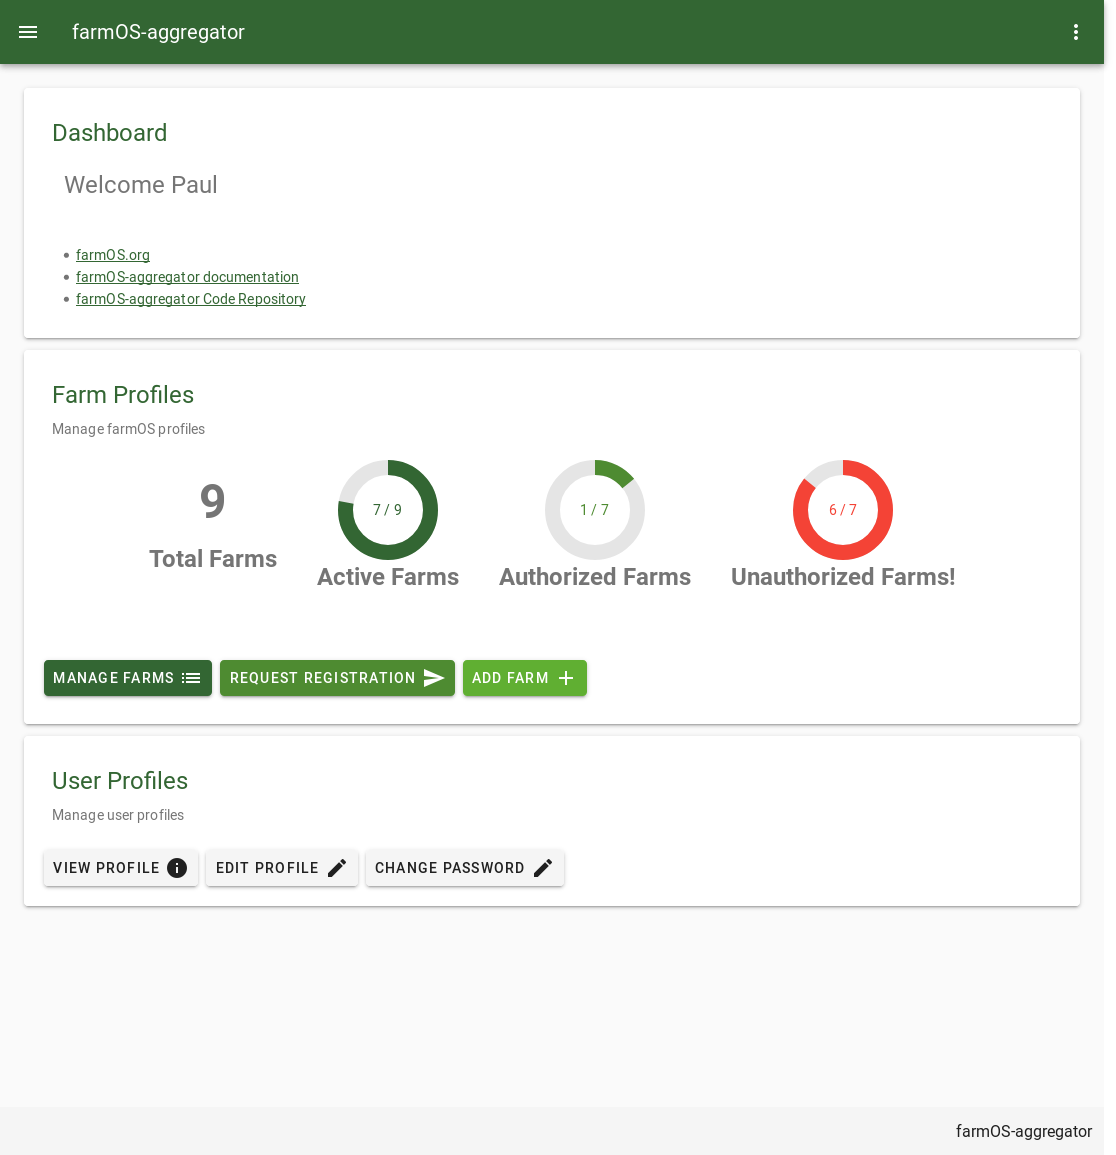 farmOS-aggregator
Dashboard
Welcome Paul
farmOS.org
farmOS-aggregator documentation
farmOS-aggregator Code Repository
Farm Profiles
Manage farmOS profiles
9
Total Farms
7 / 9
Active Farms
1 / 7
Authorized Farms
6 / 7
Unauthorized Farms!
MANAGE FARMS
REQUEST REGISTRATION
ADD FARM
User Profiles
Manage user profiles
VIEW PROFILE
EDIT PROFILE
CHANGE PASSWORD
farmOS-aggregator